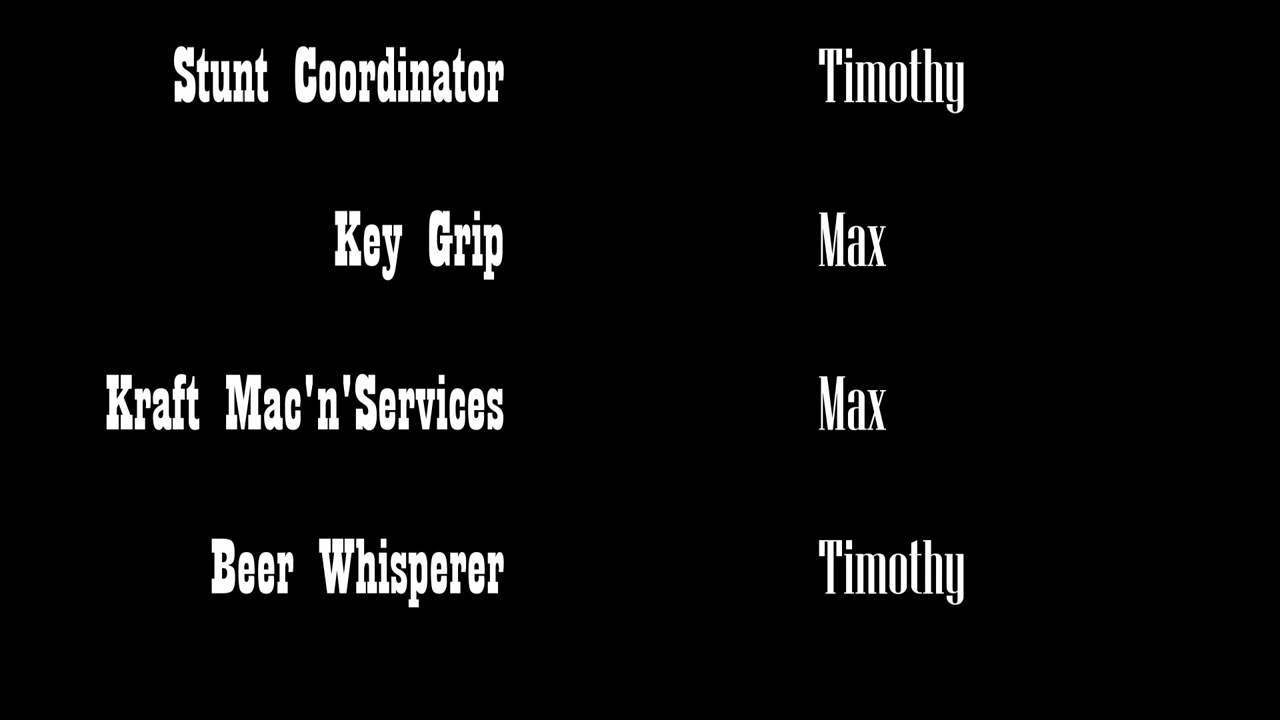 Stunt Coordinator Timothy
Key Grip Max
Kraft Mac'n'Services Max
Beer Whisperer Timothy